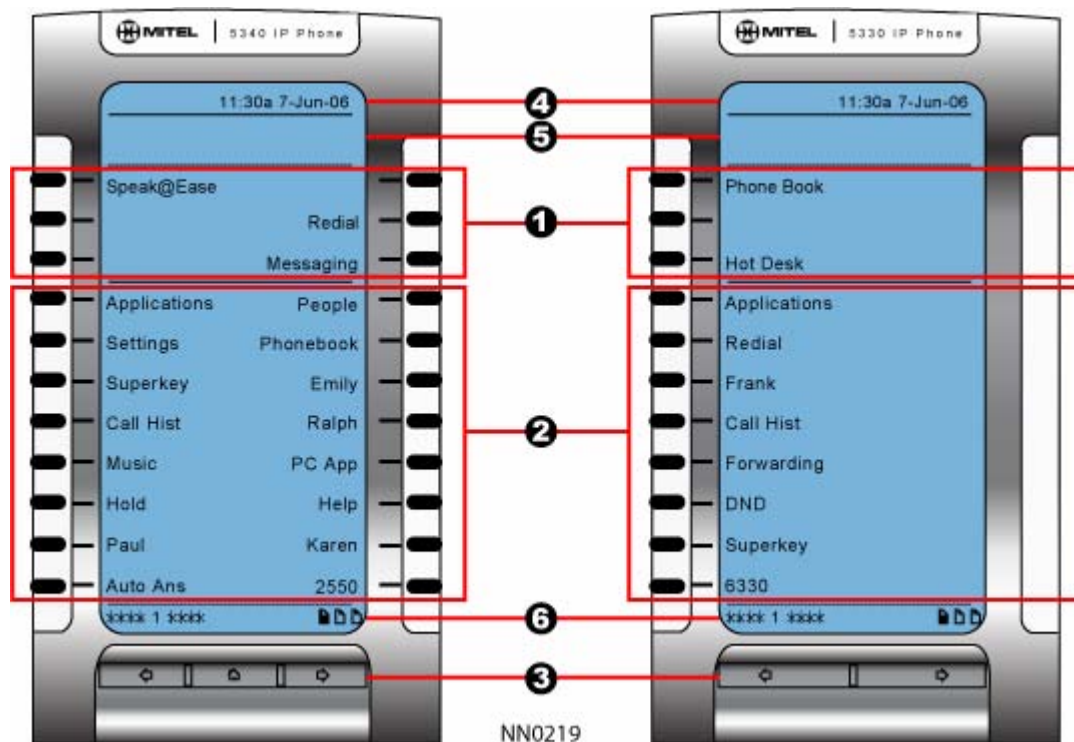 MITEL 5340 IP Phone
11:30a 7-Jun-06
Speak@Ease
Redial
Messaging
Applications People
Settings Phonebook
Superkey Emily
Call Hist Ralph
Music PC App
Hold Help
Paul Karen
Auto Ans 2550
**** 1 ****
4
5
1
2
6
3
NN0219
MITEL 5330 IP Phone
11:30a 7-Jun-06
Phone Book
Hot Desk
Applications
Redial
Frank
Call Hist
Forwarding
DND
Superkey
6330
**** 1 ****